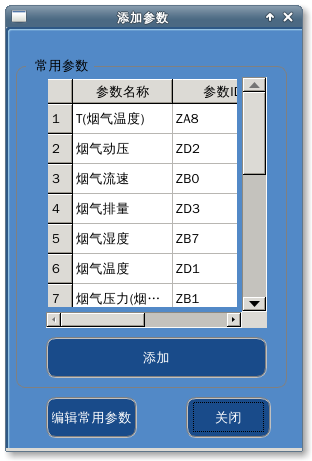 添加参数
常用参数
参数名称 参数ID
1 T(烟气温度) ZA8
2 烟气动压 ZD2
3 烟气流速 ZB0
4 烟气排量 ZD3
5 烟气湿度 ZB7
6 烟气温度 ZD1
7 烟气压力(烟… ZB1
添加
编辑常用参数 关闭